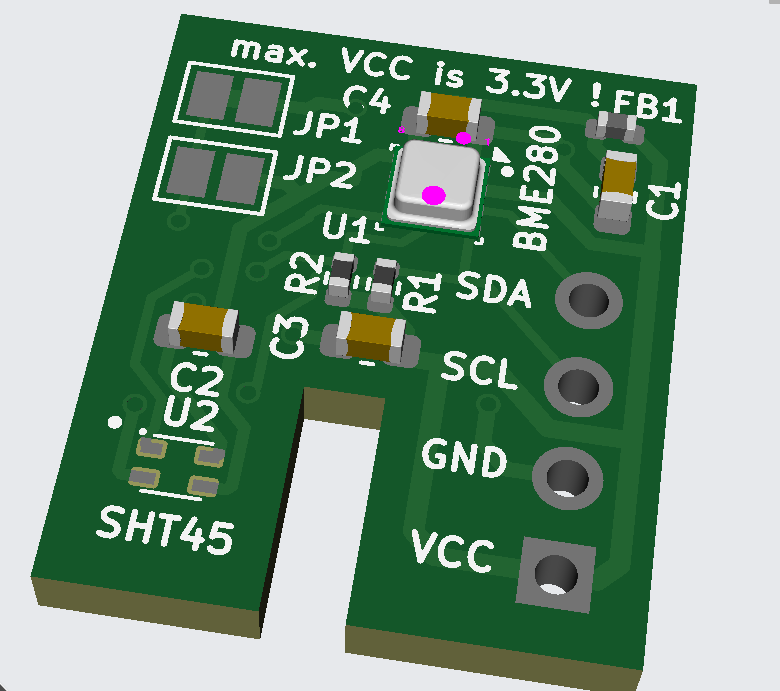 max. VCC is 3.3V !
C4
FB1
JP1
JP2
BME280
C1
U1
R2
R1
SDA
C3
SCL
C2
U2
GND
SHT45
VCC